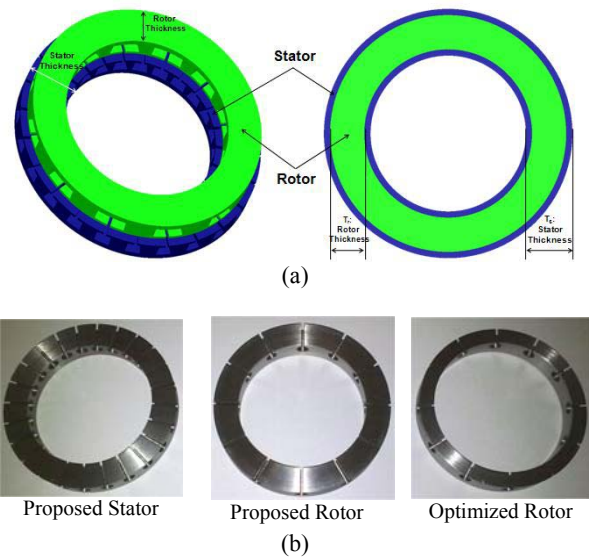 Rotor
Thickness
Stator
Thickness
Stator
Rotor
Tr:
Rotor
Thickness
Ts:
Stator
Thickness
(a)
Proposed Stator
Proposed Rotor
Optimized Rotor
(b)